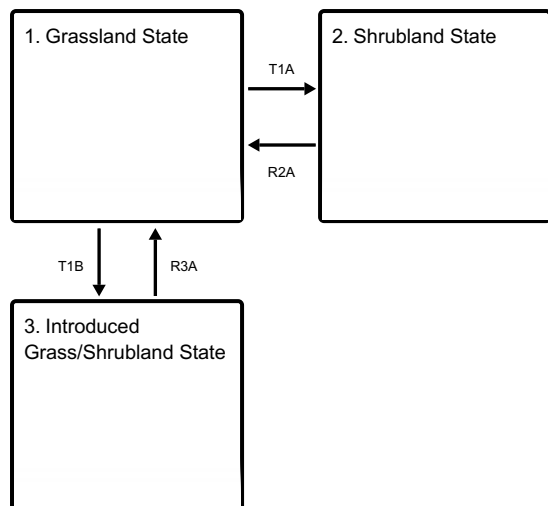 1. Grassland State
2. Shrubland State
T1A
R2A
T1B
R3A
3. Introduced
Grass/Shrubland State